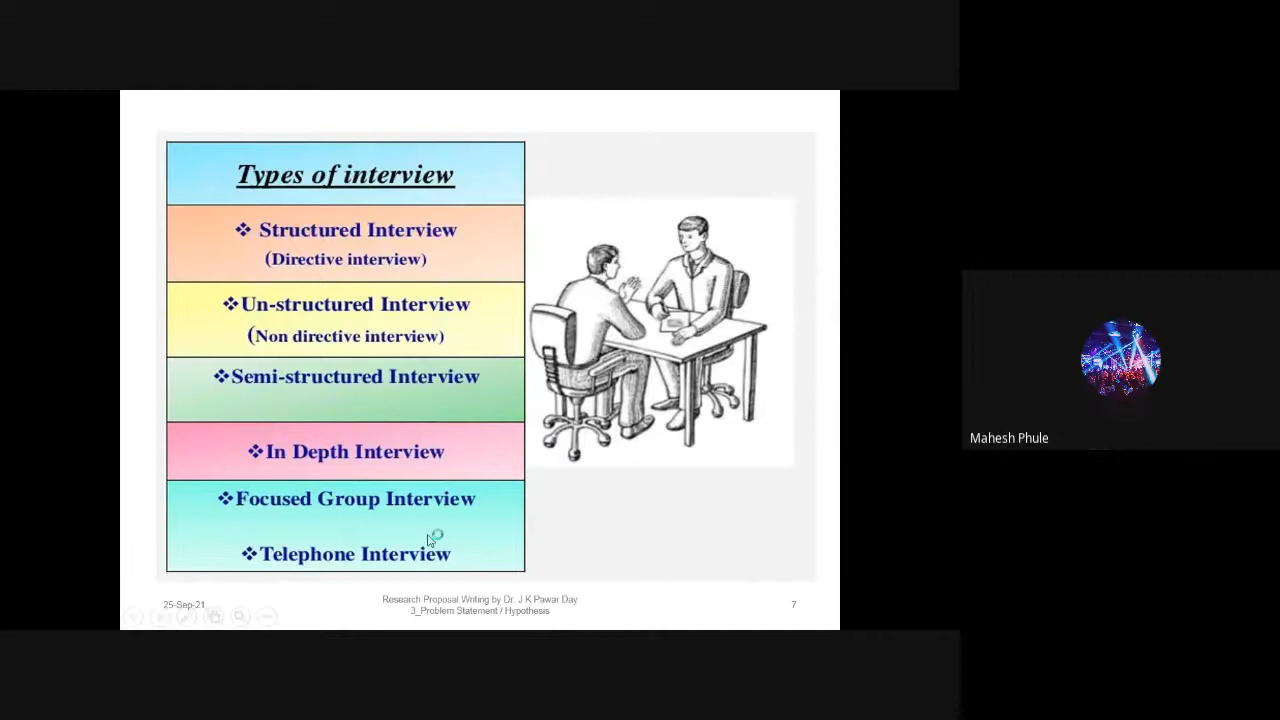 Types of interview
❖ Structured Interview
(Directive interview)
❖Un-structured Interview
(Non directive interview)
❖Semi-structured Interview
❖In Depth Interview
❖Focused Group Interview
❖Telephone Interview
25-Sep-21
Research Proposal Writing by Dr. J K Pawar Day
3_Problem Statement / Hypothesis
7
Mahesh Phule